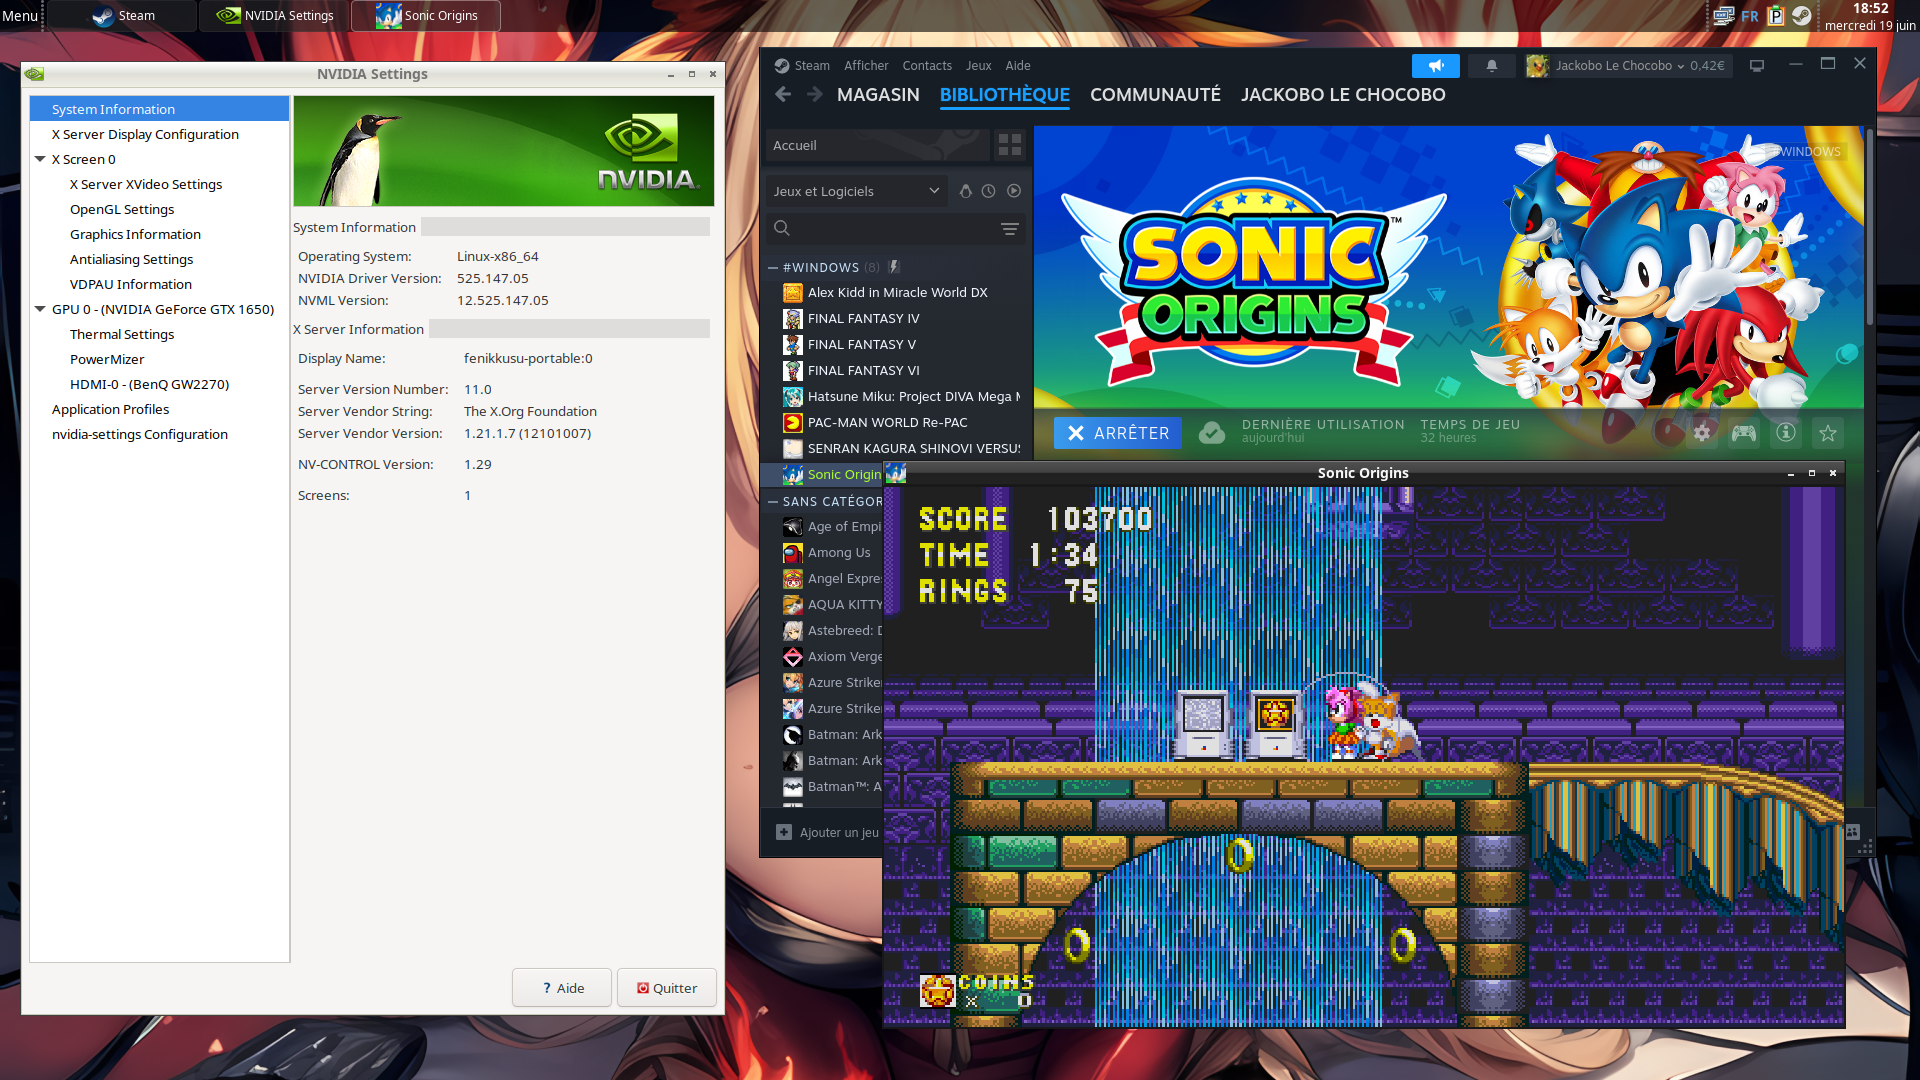 Menu
Steam
NVIDIA Settings
Sonic Origins
FR
18:52
mercredi 19 juin
NVIDIA Settings
System Information
X Server Display Configuration
X Screen 0
X Server XVideo Settings
OpenGL Settings
Graphics Information
Antialiasing Settings
VDPAU Information
GPU 0 - (NVIDIA GeForce GTX 1650)
Thermal Settings
PowerMizer
HDMI-0 - (BenQ GW2270)
Application Profiles
nvidia-settings Configuration
NVIDIA.
System Information
Operating System: Linux-x86_64
NVIDIA Driver Version: 525.147.05
NVML Version: 12.525.147.05
X Server Information
Display Name: fenikkusu-portable:0
Server Version Number: 11.0
Server Vendor String: The X.Org Foundation
Server Vendor Version: 1.21.1.7 (12101007)
NV-CONTROL Version: 1.29
Screens: 1
? Aide
Quitter
Steam Afficher Contacts Jeux Aide
Jackobo Le Chocobo 0,42€
MAGASIN BIBLIOTHÈQUE COMMUNAUTÉ JACKOBO LE CHOCOBO
Accueil
Jeux et Logiciels
#WINDOWS (8)
Alex Kidd in Miracle World DX
FINAL FANTASY IV
FINAL FANTASY V
FINAL FANTASY VI
Hatsune Miku: Project DIVA Mega
PAC-MAN WORLD Re-PAC
SENRAN KAGURA SHINOVI VERSUS
Sonic Origin
SANS CATÉGOR
Age of Empi
Among Us
Angel Expre
AQUA KITTY
Astebreed: D
Axiom Verge
Azure Striker
Azure Striker
Batman: Ark
Batman: Ark
Batman™: A
Ajouter un jeu
WINDOWS
SONIC
ORIGINS
™
ARRÊTER
DERNIÈRE UTILISATION
aujourd'hui
TEMPS DE JEU
32 heures
Sonic Origins
SCORE 103700
TIME 1:34
RINGS 75
COINS
X 0